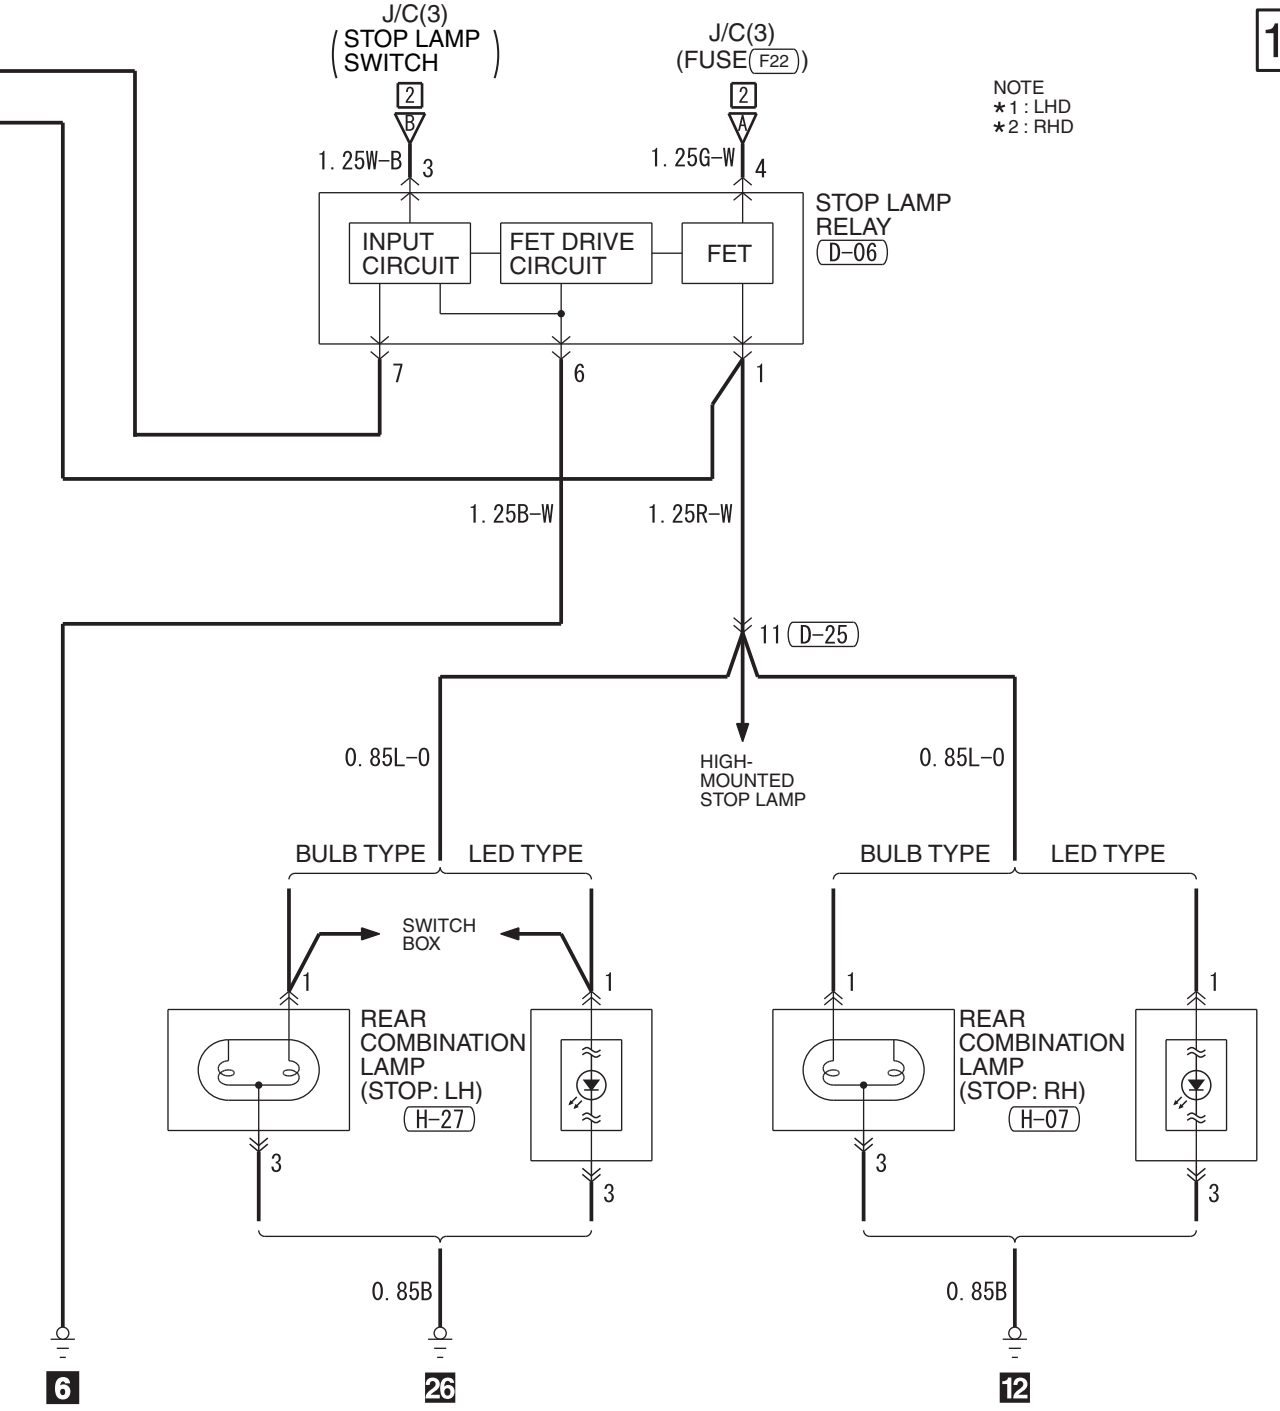 J/C(3)
(STOP LAMP
SWITCH)
J/C(3)
(FUSE F22)
1
NOTE
*1 : LHD
*2 : RHD
2
2
B
A
1.25W-B
3
1.25G-W
4
STOP LAMP
RELAY
D-06
INPUT
CIRCUIT
FET DRIVE
CIRCUIT
FET
7
6
1
1.25B-W
1.25R-W
11 D-25
0.85L-O
HIGH-
MOUNTED
STOP LAMP
0.85L-O
BULB TYPE
LED TYPE
BULB TYPE
LED TYPE
SWITCH
BOX
1
1
1
1
REAR
COMBINATION
LAMP
(STOP: LH)
H-27
REAR
COMBINATION
LAMP
(STOP: RH)
H-07
3
3
3
3
0.85B
0.85B
6
26
12